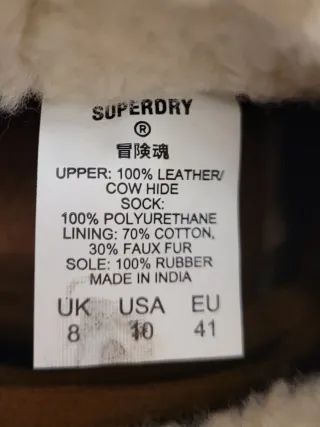 SUPERDRY
®
冒険魂
UPPER: 100% LEATHER/
COW HIDE
SOCK:
100% POLYURETHANE
LINING: 70% COTTON,
30% FAUX FUR
SOLE: 100% RUBBER
MADE IN INDIA
UK USA EU
8 10 41